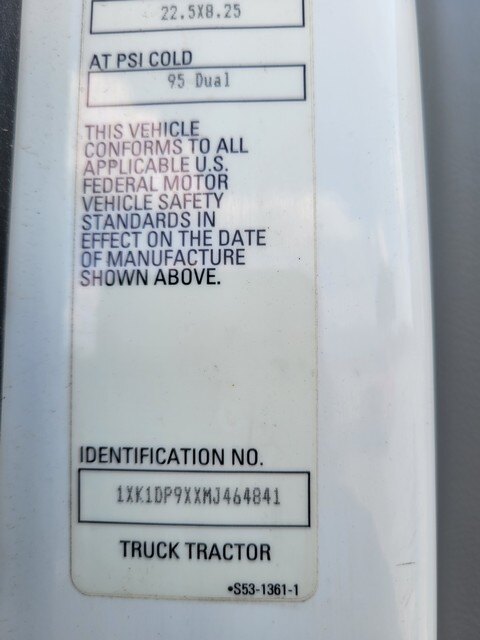 22.5X8.25
AT PSI COLD
95 Dual
THIS VEHICLE
CONFORMS TO ALL
APPLICABLE U.S.
FEDERAL MOTOR
VEHICLE SAFETY
STANDARDS IN
EFFECT ON THE DATE
OF MANUFACTURE
SHOWN ABOVE.
IDENTIFICATION NO.
1XK1DP9XXMJ464841
TRUCK TRACTOR
•S53-1361-1